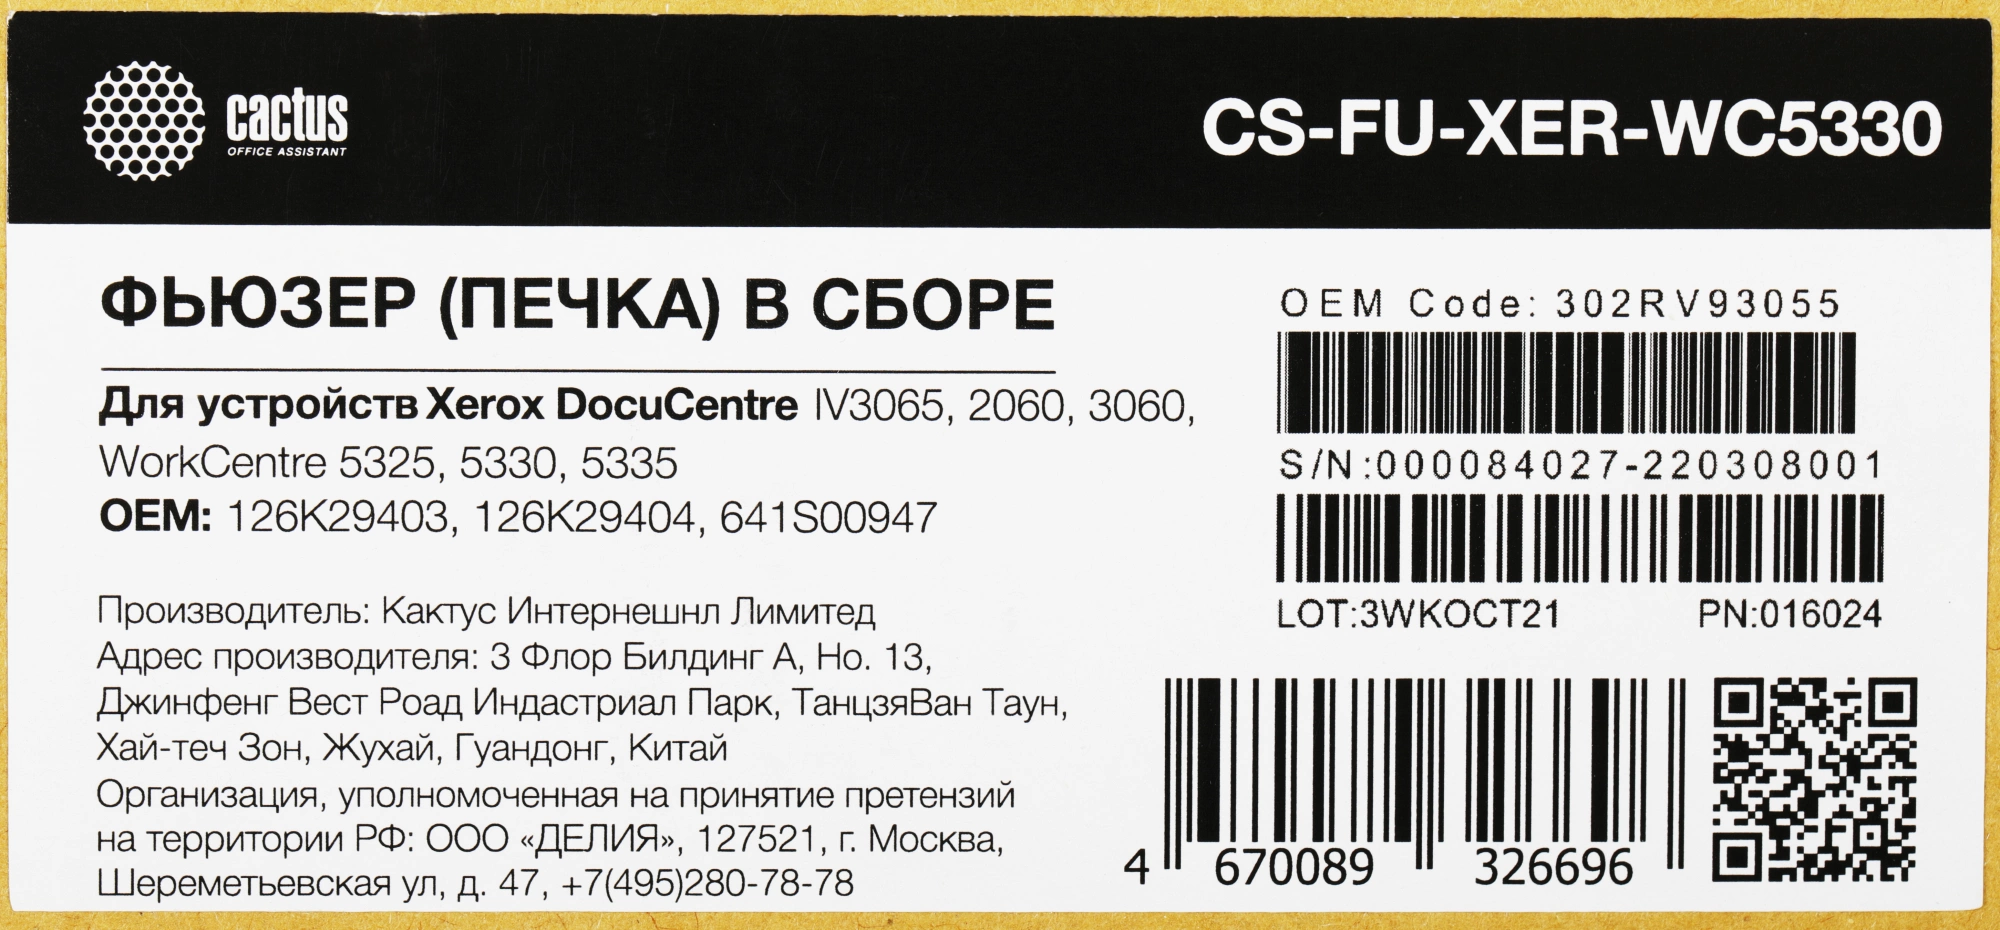 cactus
OFFICE ASSISTANT
CS-FU-XER-WC5330
ФЬЮЗЕР (ПЕЧКА) В СБОРЕ
Для устройств Xerox DocuCentre IV3065, 2060, 3060,
WorkCentre 5325, 5330, 5335
OEM: 126K29403, 126K29404, 641S00947
Производитель: Кактус Интернешнл Лимитед
Адрес производителя: 3 Флор Билдинг А, Но. 13,
Джинфенг Вест Роад Индастриал Парк, ТанцзяВан Таун,
Хай-теч Зон, Жухай, Гуандонг, Китай
Организация, уполномоченная на принятие претензий
на территории РФ: ООО «ДЕЛИЯ», 127521, г. Москва,
Шереметьевская ул, д. 47, +7(495)280-78-78
OEM Code: 302RV93055
S/N:000084027-220308001
LOT:3WKOCT21 PN:016024
4 670089 326696